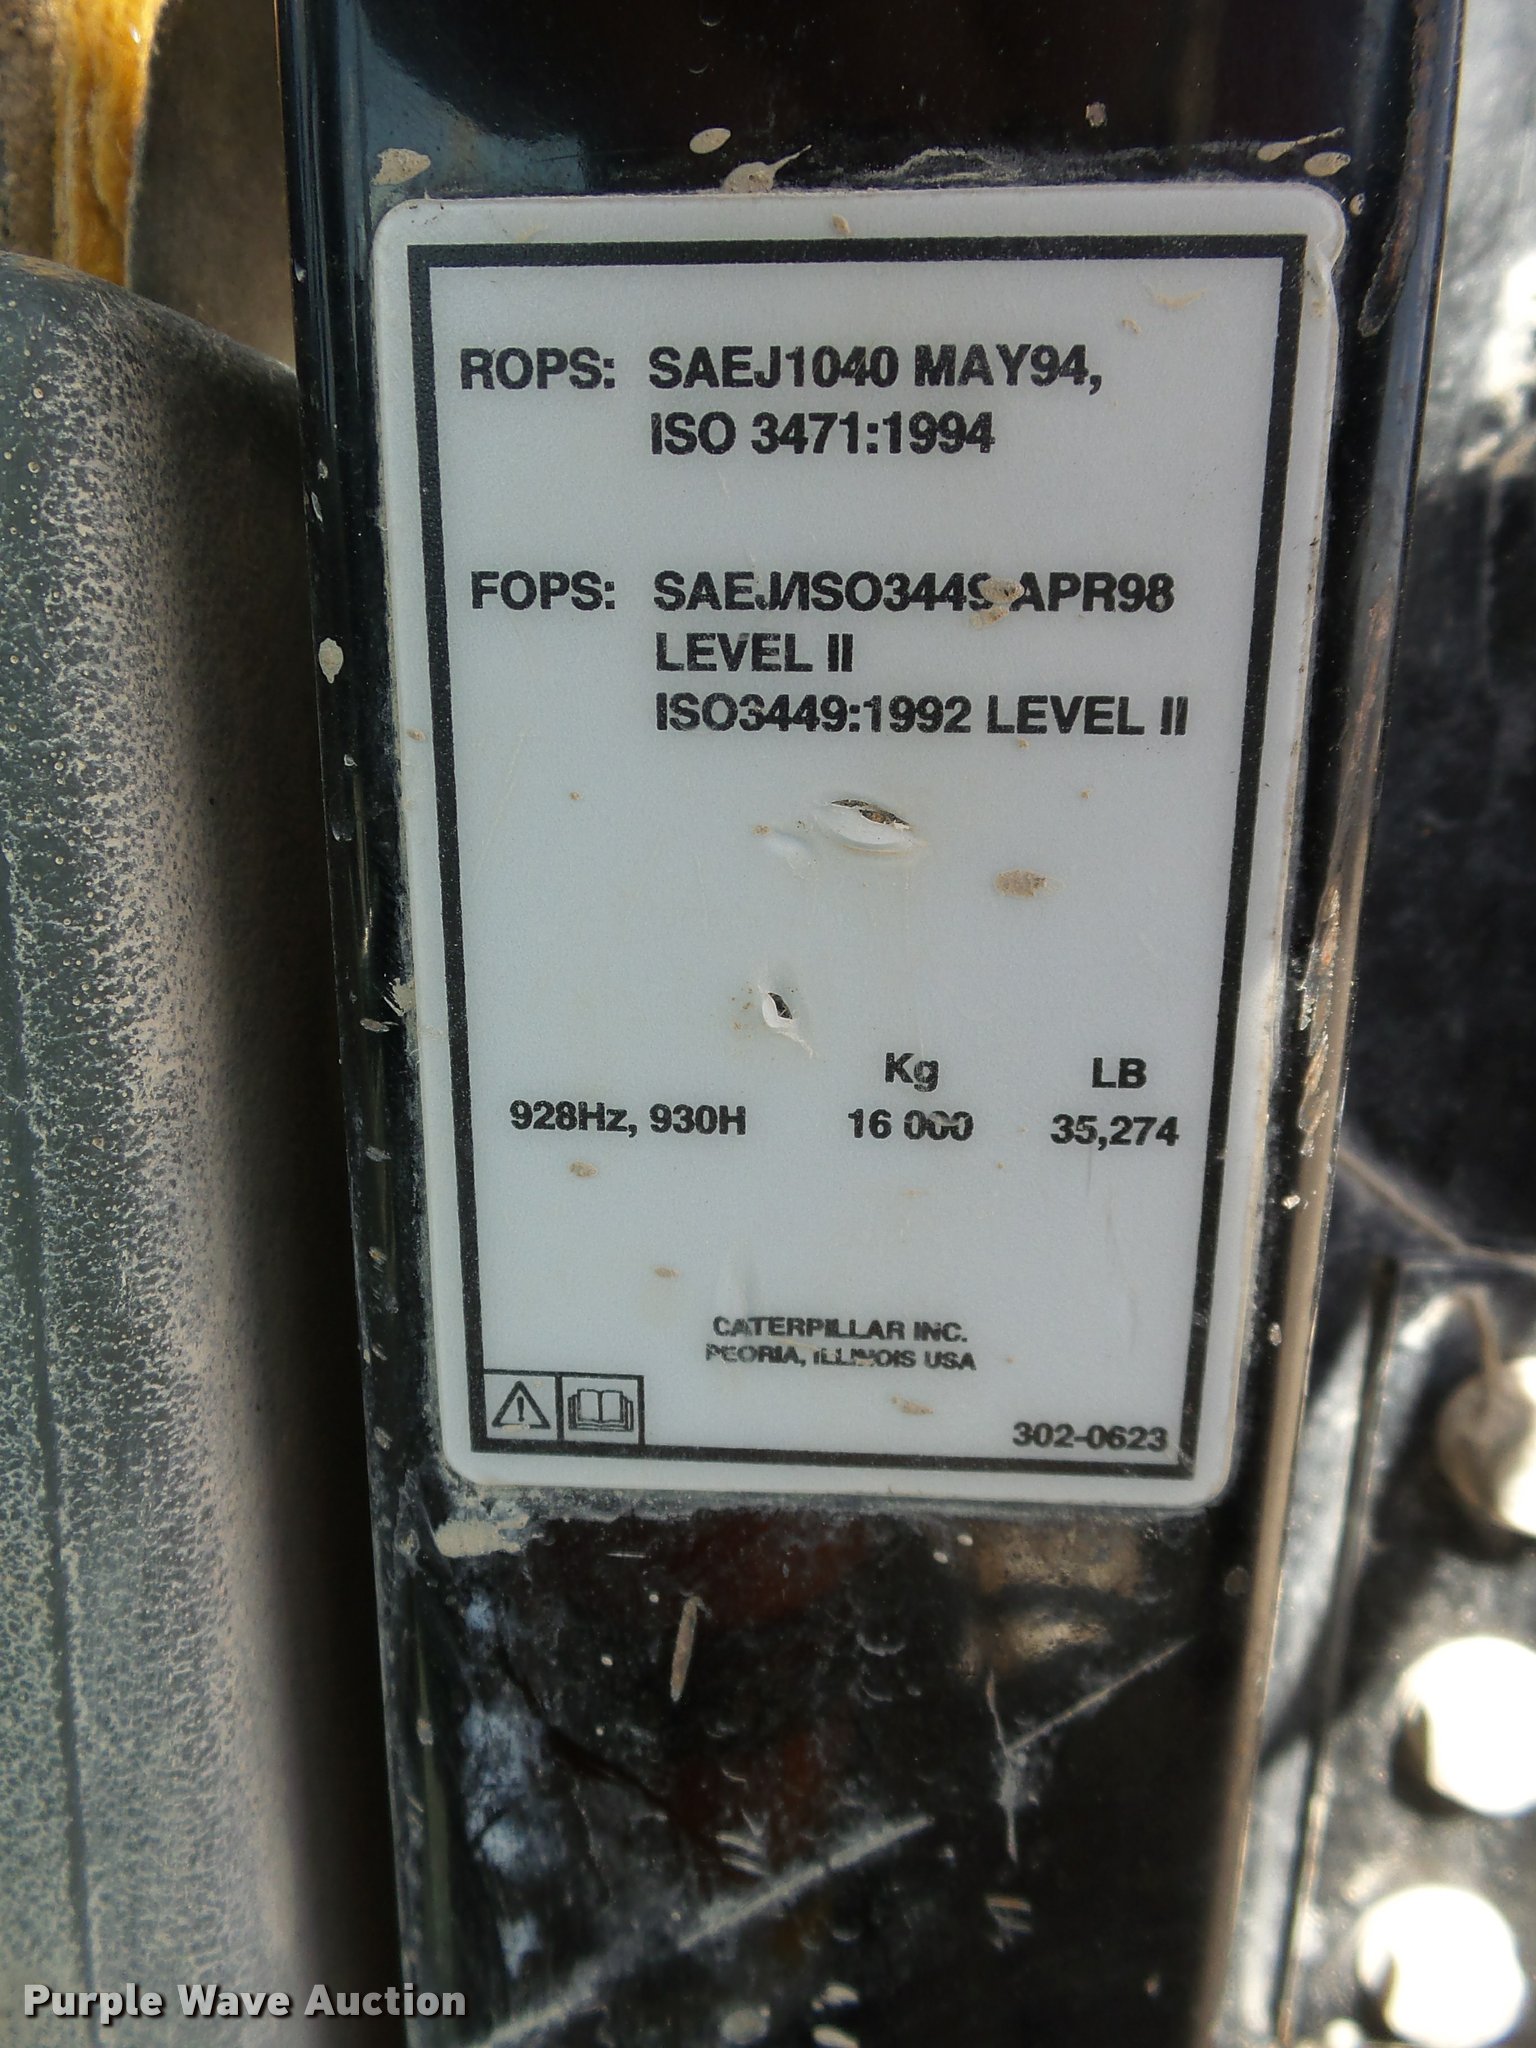 ROPS: SAEJ1040 MAY94,
ISO 3471:1994
FOPS: SAEJ/ISO3449 APR98
LEVEL II
ISO3449:1992 LEVEL II
Kg LB
928Hz, 930H 16 000 35,274
CATERPILLAR INC.
PEORIA, ILLINOIS USA
302-0623
Purple Wave Auction